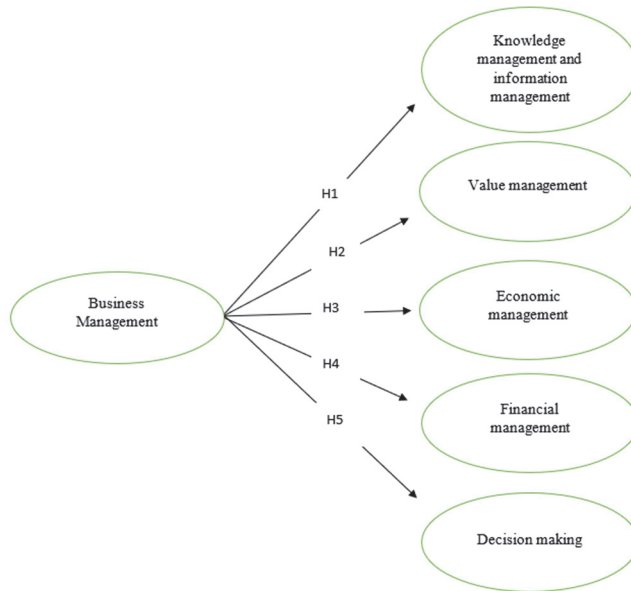 Knowledge
management and
information
management
H1
Value management
H2
Business
Management
H3
Economic
management
H4
Financial
management
H5
Decision making